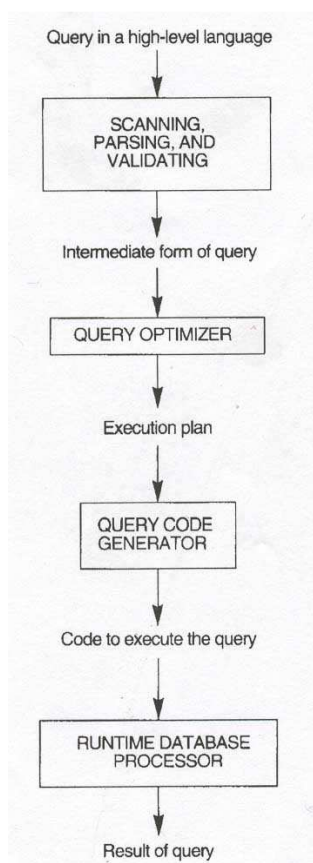 Query in a high-level language
SCANNING,
PARSING, AND
VALIDATING
Intermediate form of query
QUERY OPTIMIZER
Execution plan
QUERY CODE
GENERATOR
Code to execute the query
RUNTIME DATABASE
PROCESSOR
Result of query